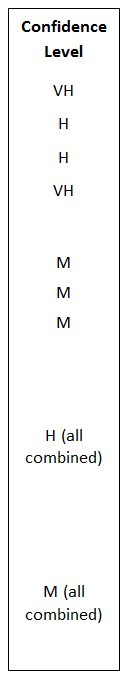 Confidence
Level
VH
H
H
VH
M
M
M
H (all
combined)
M (all
combined)